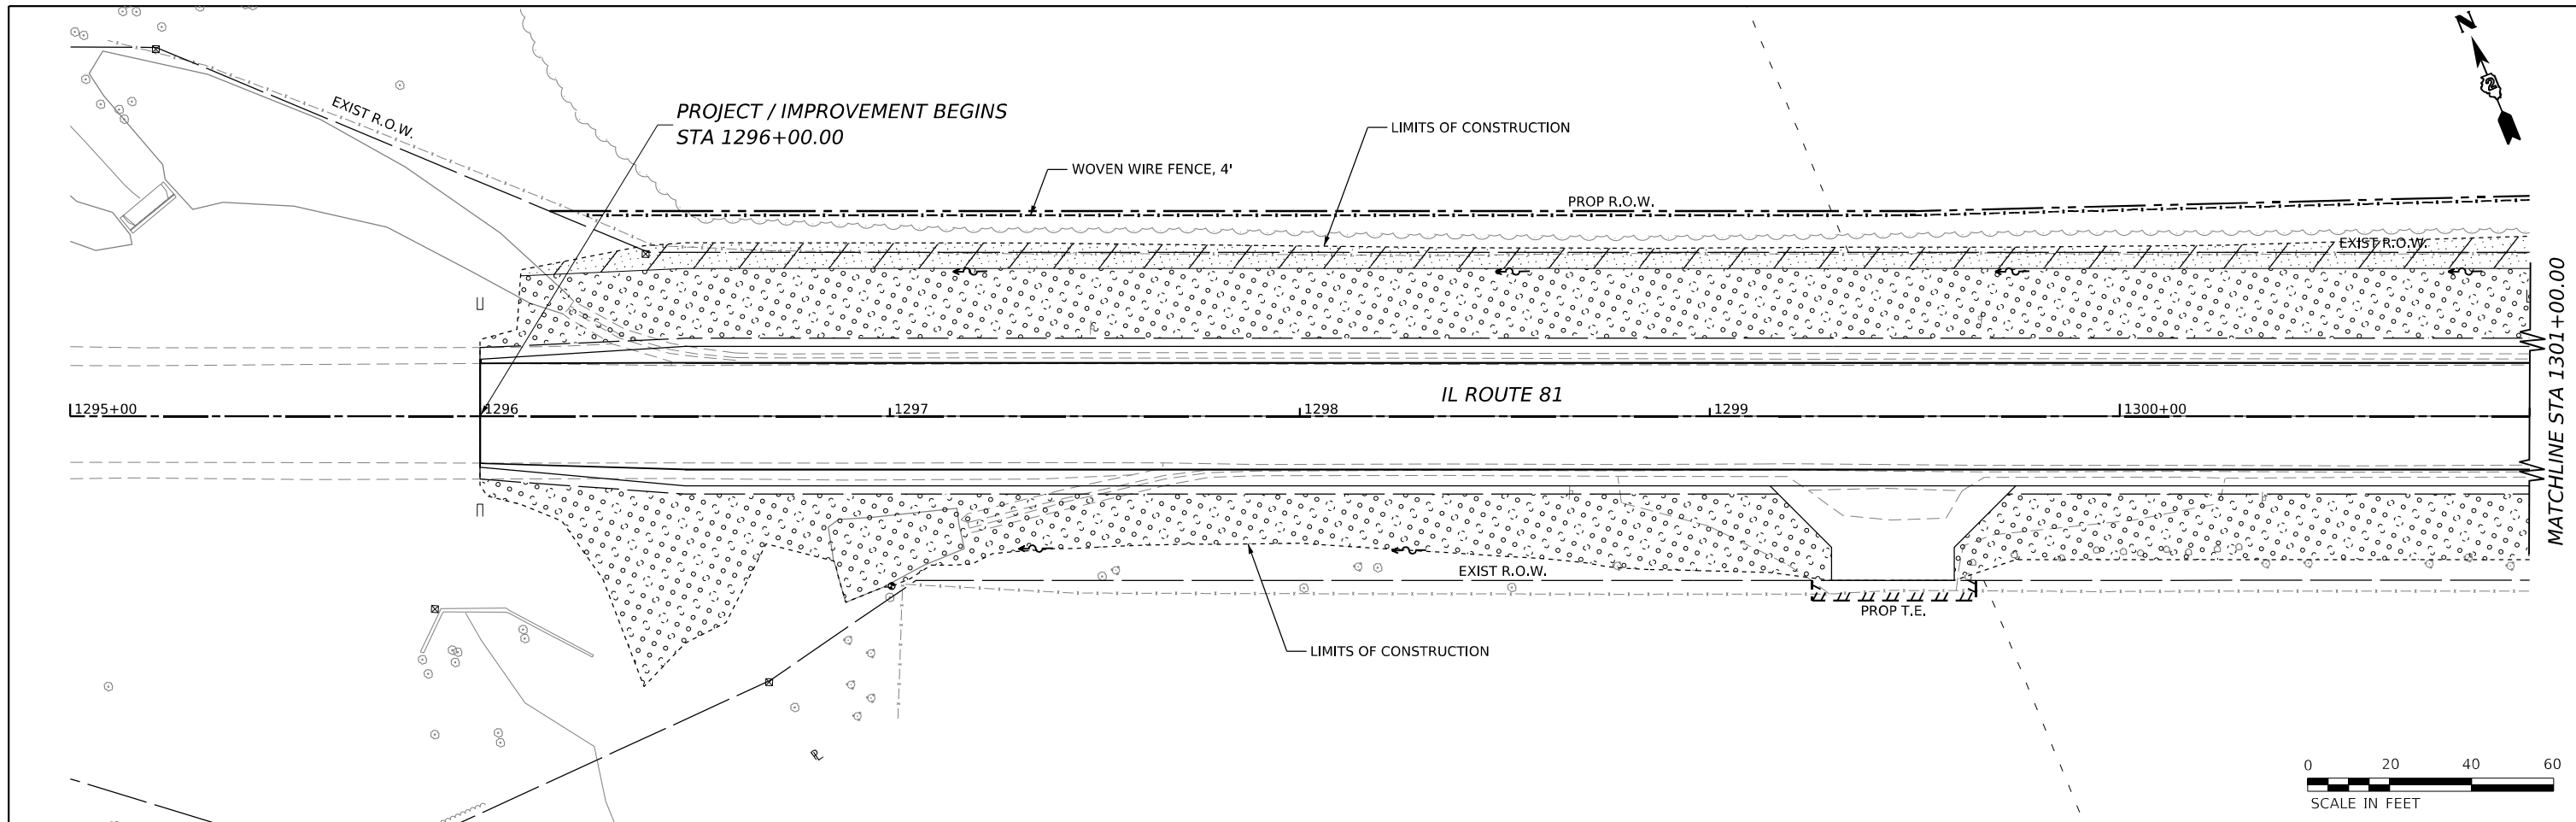 N
2
EXIST R.O.W.
PROJECT / IMPROVEMENT BEGINS
STA 1296+00.00
LIMITS OF CONSTRUCTION
WOVEN WIRE FENCE, 4'
PROP R.O.W.
EXIST R.O.W.
IL ROUTE 81
1295+00
1296
1297
1298
1299
1300+00
MATCHLINE STA 1301+00.00
EXIST R.O.W.
PROP T.E.
LIMITS OF CONSTRUCTION
0 20 40 60
SCALE IN FEET